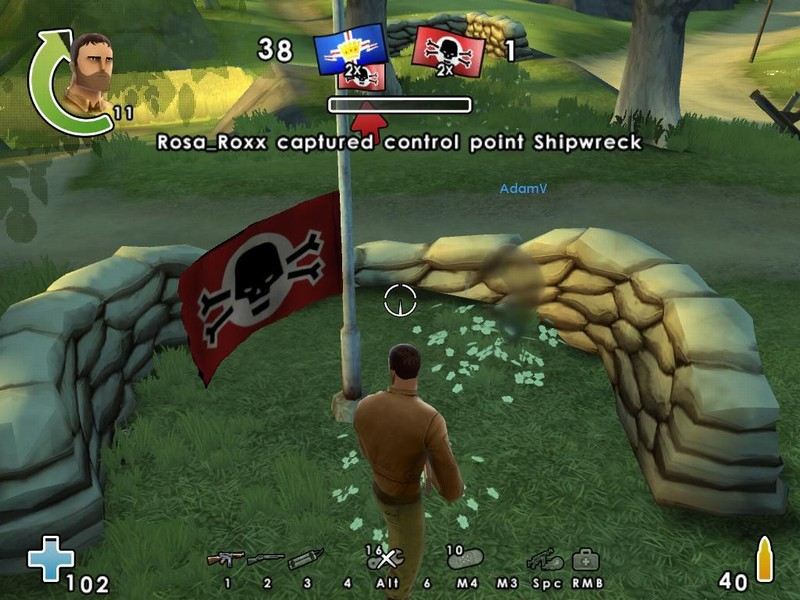 38 2X 2X 1
2X
11
Rosa_Roxx captured control point Shipwreck
AdamV
16 10
1 2 3 4 Alt 6 M4 M3 Spc RMB
102 40